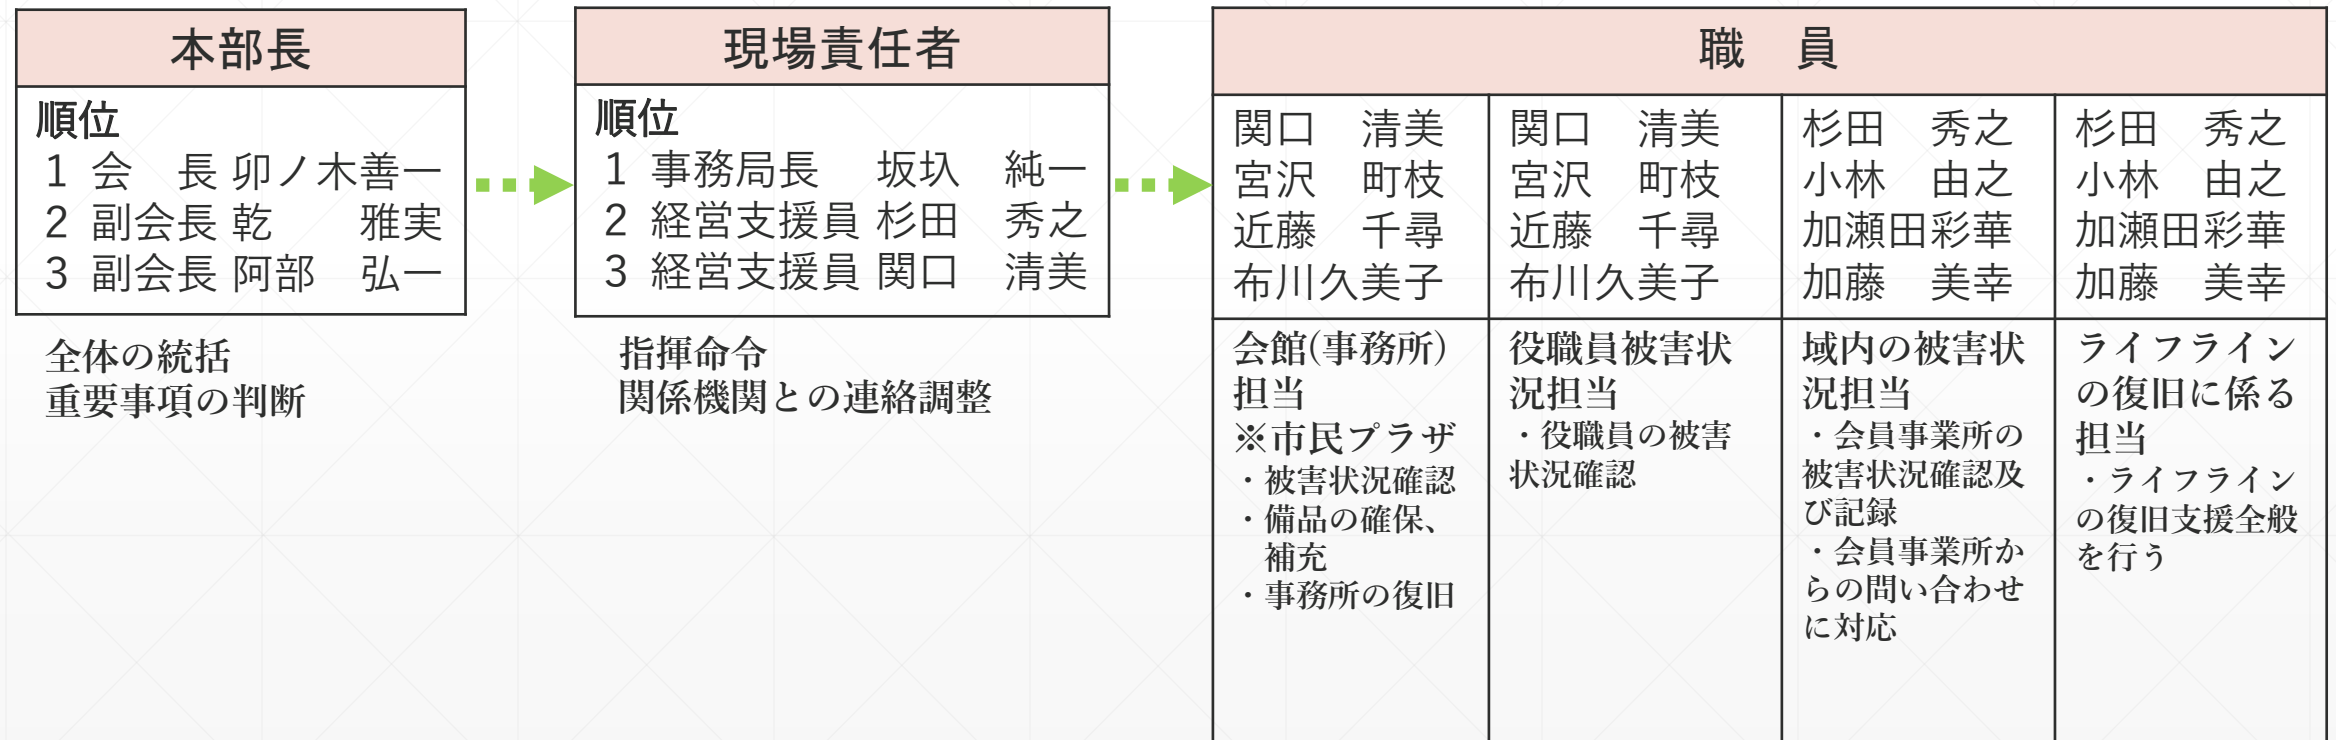 本部長
順位
1 会　長 卯ノ木善一
2 副会長 乾　　雅実
3 副会長 阿部　弘一
全体の統括
重要事項の判断
現場責任者
順位
1 事務局長　坂圦　純一
2 経営支援員 杉田　秀之
3 経営支援員 関口　清美
指揮命令
関係機関との連絡調整
職　員
関口　清美
宮沢　町枝
近藤　千尋
布川久美子
会館(事務所)
担当
※市民プラザ
・被害状況確認
・備品の確保、
補充
・事務所の復旧
関口　清美
宮沢　町枝
近藤　千尋
布川久美子
役職員被害状
況担当
・役職員の被害
状況確認
杉田　秀之
小林　由之
加瀬田彩華
加藤　美幸
域内の被害状
況担当
・会員事業所の
被害状況確認及
び記録
・会員事業所か
らの問い合わせ
に対応
杉田　秀之
小林　由之
加瀬田彩華
加藤　美幸
ライフライン
の復旧に係る
担当
・ライフライン
の復旧支援全般
を行う